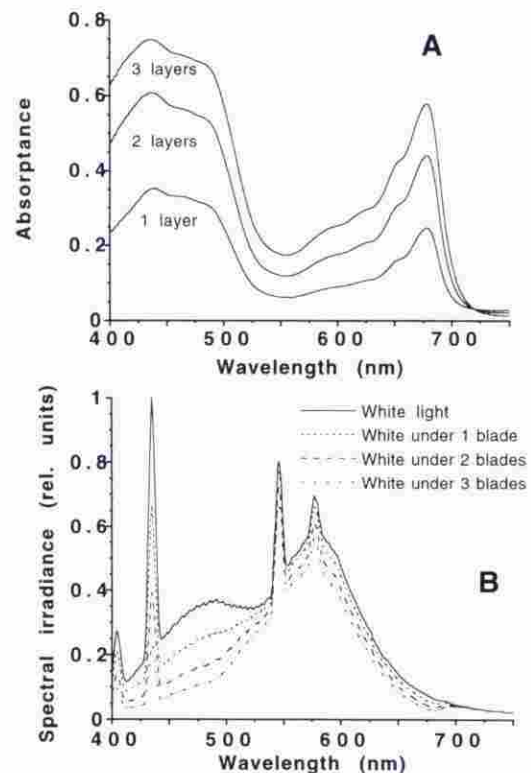 A
0.8
0.6
0.4
0.2
0
Absorptance
3 layers
2 layers
1 layer
400 500 600 700
Wavelength (nm)
B
1
0.8
0.6
0.4
0.2
0
Spectral irradiance (rel. units)
White light
White under 1 blade
White under 2 blades
White under 3 blades
400 500 600 700
Wavelength (nm)